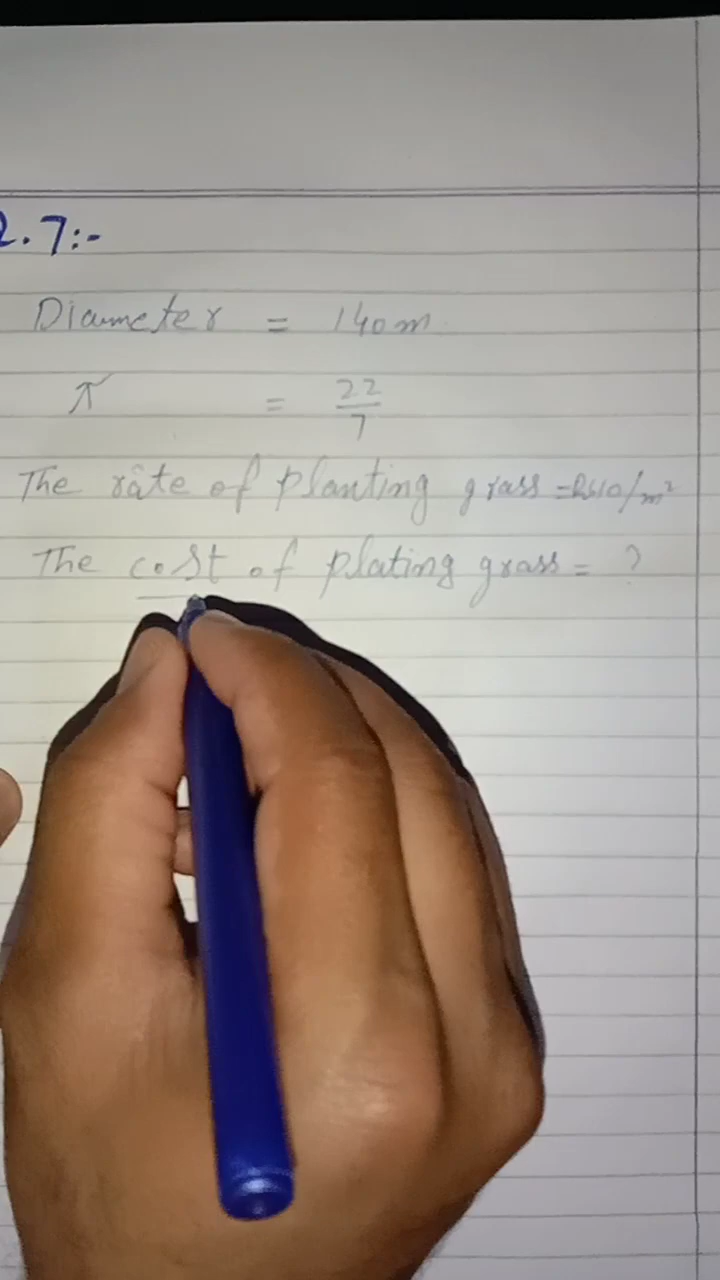 2.7:-
Diameter = 140m
π = 22/7
The rate of planting grass = Rs10/m²
The cost of plating grass = ?